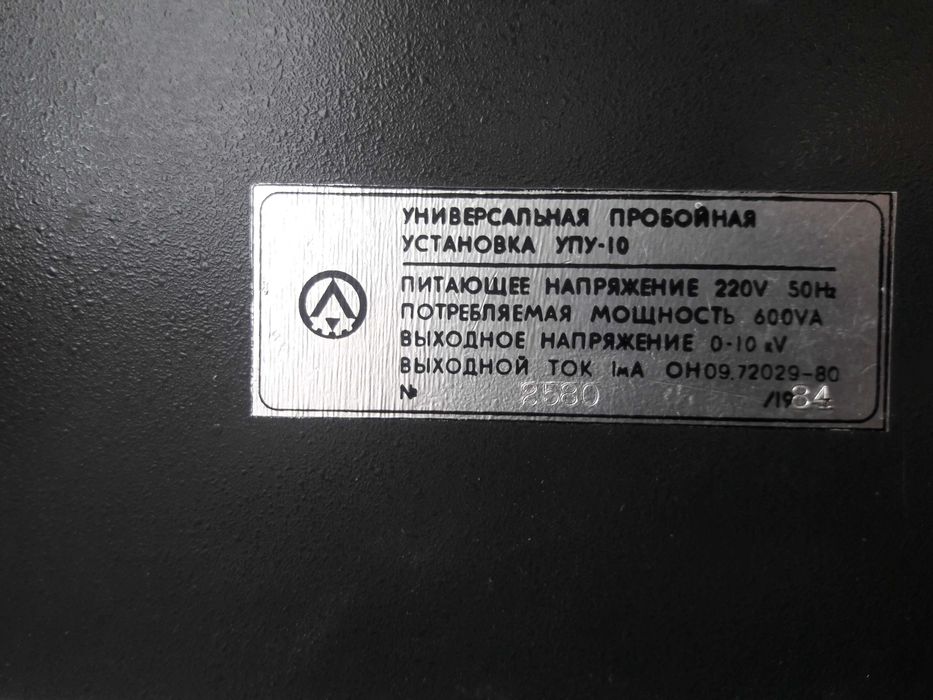 УНИВЕРСАЛЬНАЯ ПРОБОЙНАЯ
УСТАНОВКА УПУ-10
ПИТАЮЩЕЕ НАПРЯЖЕНИЕ 220V 50Hz
ПОТРЕБЛЯЕМАЯ МОЩНОСТЬ 600VA
ВЫХОДНОЕ НАПРЯЖЕНИЕ 0-10 kV
ВЫХОДНОЙ ТОК 1mA ОН09.72029-80
№ 2580 /1984